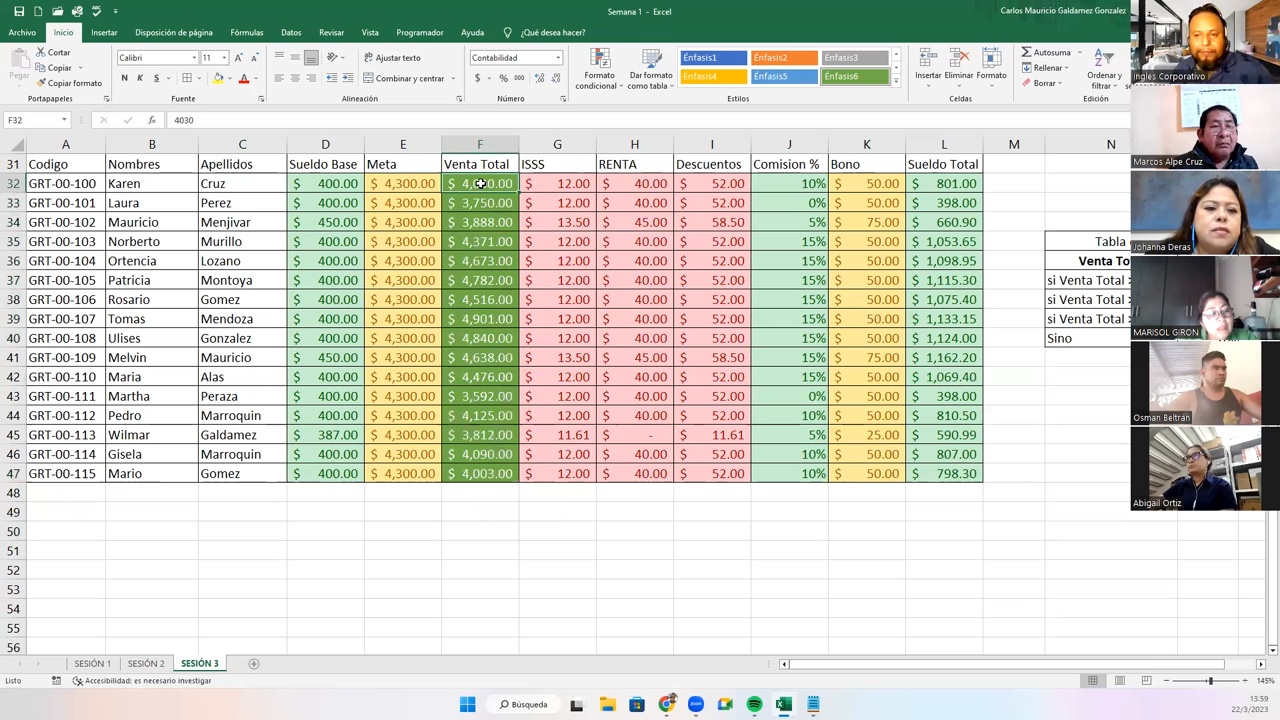 Semana 1 - Excel
Carlos Mauricio Galdamez Gonzalez
Archivo Inicio Insertar Disposición de página Fórmulas Datos Revisar Vista Programador Ayuda ¿Qué desea hacer?
Pegar Cortar Copiar Copiar formato
Calibri 11
N K S
Ajustar texto
Combinar y centrar
Contabilidad
$ % 000
Formato condicional
Dar formato como tabla
Énfasis1 Énfasis2 Énfasis3
Énfasis4 Énfasis5 Énfasis6
Insertar Eliminar Formato
Autosuma
Rellenar
Borrar
Ordenar y filtrar
Portapapeles Fuente Alineación Número Estilos Celdas Edición
F32 fx 4030
A B C D E F G H I J K L M N
31 Codigo Nombres Apellidos Sueldo Base Meta Venta Total ISSS RENTA Descuentos Comision % Bono Sueldo Total
32 GRT-00-100 Karen Cruz $ 400.00 $ 4,300.00 $ 12.00 $ 40.00 $ 52.00 10% $ 50.00 $ 801.00
33 GRT-00-101 Laura Perez $ 400.00 $ 4,300.00 $ 3,750.00 $ 12.00 $ 40.00 $ 52.00 0% $ 50.00 $ 398.00
34 GRT-00-102 Mauricio Menjivar $ 450.00 $ 4,300.00 $ 3,888.00 $ 13.50 $ 45.00 $ 58.50 5% $ 75.00 $ 660.90
35 GRT-00-103 Norberto Murillo $ 400.00 $ 4,300.00 $ 4,371.00 $ 12.00 $ 40.00 $ 52.00 15% $ 50.00 $ 1,053.65 Tabla
36 GRT-00-104 Ortencia Lozano $ 400.00 $ 4,300.00 $ 4,673.00 $ 12.00 $ 40.00 $ 52.00 15% $ 50.00 $ 1,098.95 Venta To
37 GRT-00-105 Patricia Montoya $ 400.00 $ 4,300.00 $ 4,782.00 $ 12.00 $ 40.00 $ 52.00 15% $ 50.00 $ 1,115.30 si Venta Total >
38 GRT-00-106 Rosario Gomez $ 400.00 $ 4,300.00 $ 4,516.00 $ 12.00 $ 40.00 $ 52.00 15% $ 50.00 $ 1,075.40 si Venta Total >
39 GRT-00-107 Tomas Mendoza $ 400.00 $ 4,300.00 $ 4,901.00 $ 12.00 $ 40.00 $ 52.00 15% $ 50.00 $ 1,133.15 si Venta Total >
40 GRT-00-108 Ulises Gonzalez $ 400.00 $ 4,300.00 $ 4,840.00 $ 12.00 $ 40.00 $ 52.00 15% $ 50.00 $ 1,124.00 Sino
41 GRT-00-109 Melvin Mauricio $ 450.00 $ 4,300.00 $ 4,638.00 $ 13.50 $ 45.00 $ 58.50 15% $ 75.00 $ 1,162.20
42 GRT-00-110 Maria Alas $ 400.00 $ 4,300.00 $ 4,476.00 $ 12.00 $ 40.00 $ 52.00 15% $ 50.00 $ 1,069.40
43 GRT-00-111 Martha Peraza $ 400.00 $ 4,300.00 $ 3,592.00 $ 12.00 $ 40.00 $ 52.00 0% $ 50.00 $ 398.00
44 GRT-00-112 Pedro Marroquin $ 400.00 $ 4,300.00 $ 4,125.00 $ 12.00 $ 40.00 $ 52.00 10% $ 50.00 $ 810.50
45 GRT-00-113 Wilmar Galdamez $ 387.00 $ 4,300.00 $ 3,812.00 $ 11.61 $ - $ 11.61 5% $ 25.00 $ 590.99
46 GRT-00-114 Gisela Marroquin $ 400.00 $ 4,300.00 $ 4,090.00 $ 12.00 $ 40.00 $ 52.00 10% $ 50.00 $ 807.00
47 GRT-00-115 Mario Gomez $ 400.00 $ 4,300.00 $ 4,003.00 $ 12.00 $ 40.00 $ 52.00 10% $ 50.00 $ 798.30
48
49
50
51
52
53
54
55
56
Ingles Corporativo
Marcos Alpe Cruz
Johanna Deras
MARISOL GIRON
Osman Beltrán
Abigail Ortiz
SESIÓN 1 SESIÓN 2 SESIÓN 3
Listo Accesibilidad: es necesario investigar 145%
Búsqueda
zoom
13:59
22/3/2023